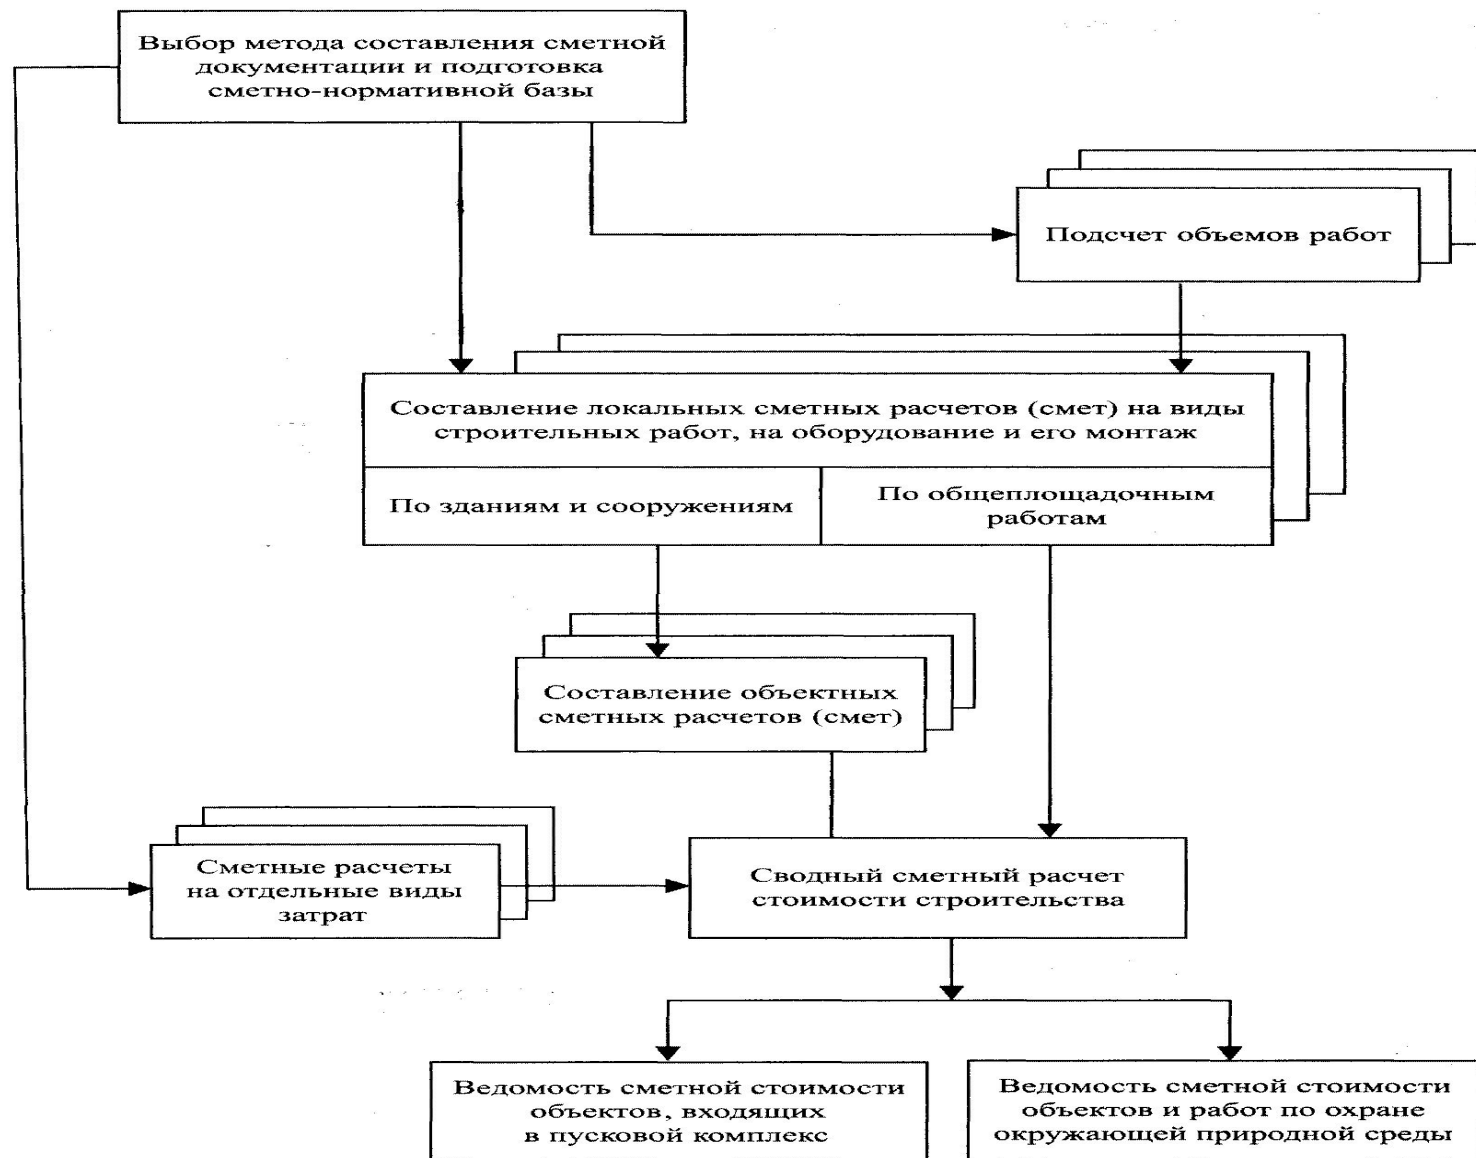 Выбор метода составления сметной
документации и подготовка
сметно-нормативной базы
Подсчет объемов работ
Составление локальных сметных расчетов (смет) на виды
строительных работ, на оборудование и его монтаж
По зданиям и сооружениям
По общеплощадочным
работам
Составление объектных
сметных расчетов (смет)
Сметные расчеты
на отдельные виды
затрат
Сводный сметный расчет
стоимости строительства
Ведомость сметной стоимости
объектов, входящих
в пусковой комплекс
Ведомость сметной стоимости
объектов и работ по охране
окружающей природной среды